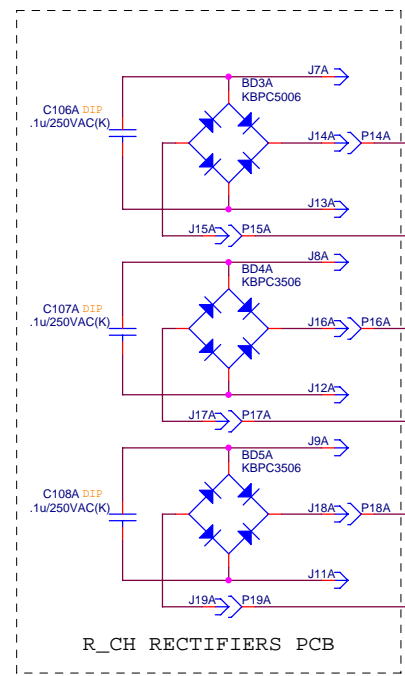 J7A
BD3A
KBPC5006
C106A DIP
.1u/250VAC(K)
J14A P14A
J13A
J15A P15A
J8A
BD4A
KBPC3506
C107A DIP
.1u/250VAC(K)
J16A P16A
J12A
J17A P17A
J9A
BD5A
KBPC3506
C108A DIP
.1u/250VAC(K)
J18A P18A
J11A
J19A P19A
R_CH RECTIFIERS PCB